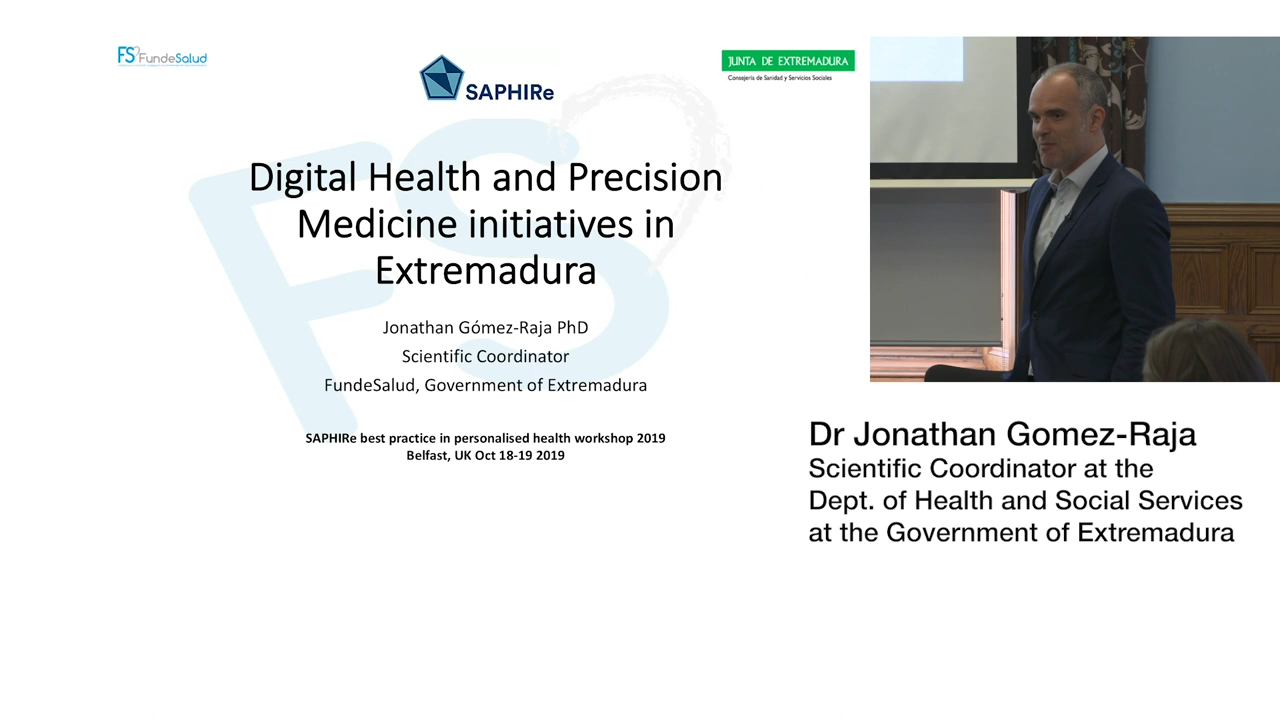 FS FundeSalud
SAPHIRe
JUNTA DE EXTREMADURA
Consejería de Sanidad y Servicios Sociales
Digital Health and Precision
Medicine initiatives in
Extremadura
Jonathan Gómez-Raja PhD
Scientific Coordinator
FundeSalud, Government of Extremadura
SAPHIRe best practice in personalised health workshop 2019
Belfast, UK Oct 18-19 2019
Dr Jonathan Gomez-Raja
Scientific Coordinator at the
Dept. of Health and Social Services
at the Government of Extremadura